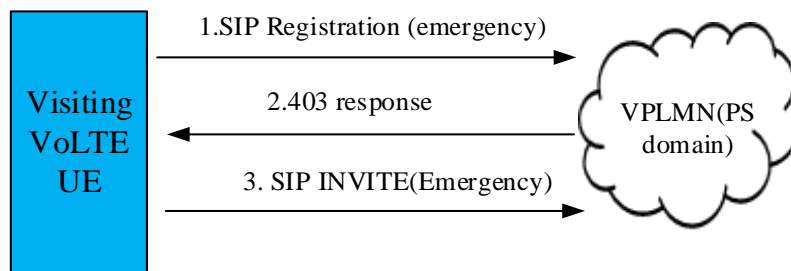 1.SIP Registration (emergency)
Visiting
VoLTE
UE
2.403 response
VPLMN(PS
domain)
3. SIP INVITE(Emergency)